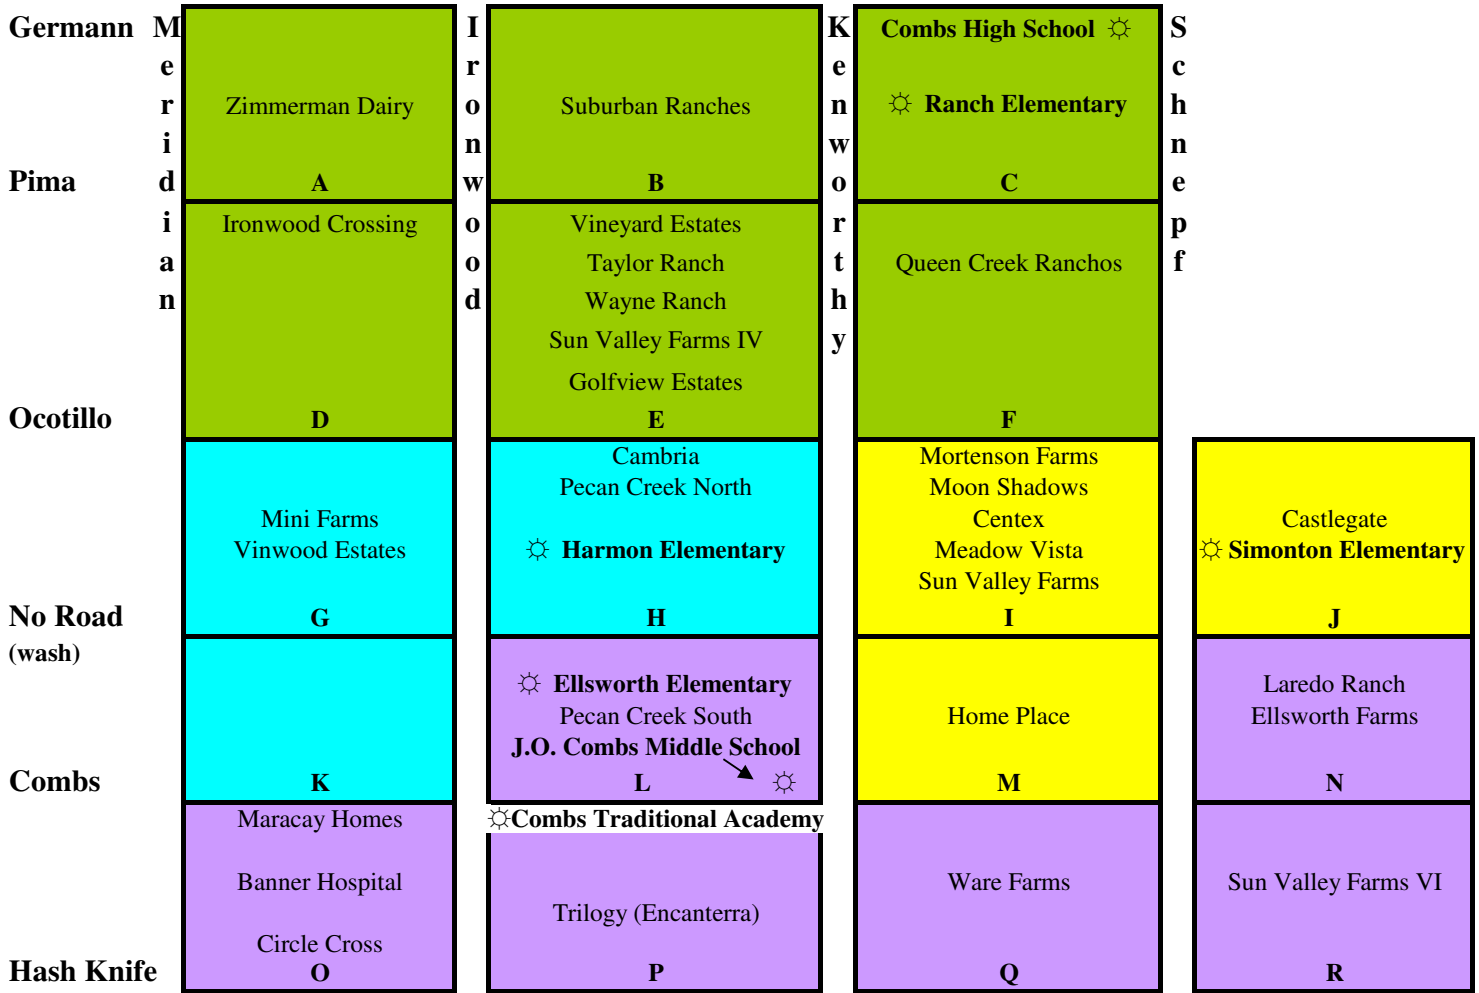 Germann
Meridian
Ironwood
Kenworthy
Combs High School ☼
Schnepf
Zimmerman Dairy
Suburban Ranches
☼ Ranch Elementary
Pima
A
B
C
Ironwood Crossing
Vineyard Estates
Taylor Ranch
Wayne Ranch
Sun Valley Farms IV
Golfview Estates
Queen Creek Ranchos
Ocotillo
D
E
F
Mini Farms
Vinwood Estates
Cambria
Pecan Creek North
☼ Harmon Elementary
Mortenson Farms
Moon Shadows
Centex
Meadow Vista
Sun Valley Farms
Castlegate
☼ Simonton Elementary
No Road
(wash)
G
H
I
J
☼ Ellsworth Elementary
Pecan Creek South
J.O. Combs Middle School
☼
Home Place
Laredo Ranch
Ellsworth Farms
Combs
K
L
M
N
Maracay Homes
Banner Hospital
Circle Cross
☼Combs Traditional Academy
Trilogy (Encanterra)
Ware Farms
Sun Valley Farms VI
Hash Knife
O
P
Q
R